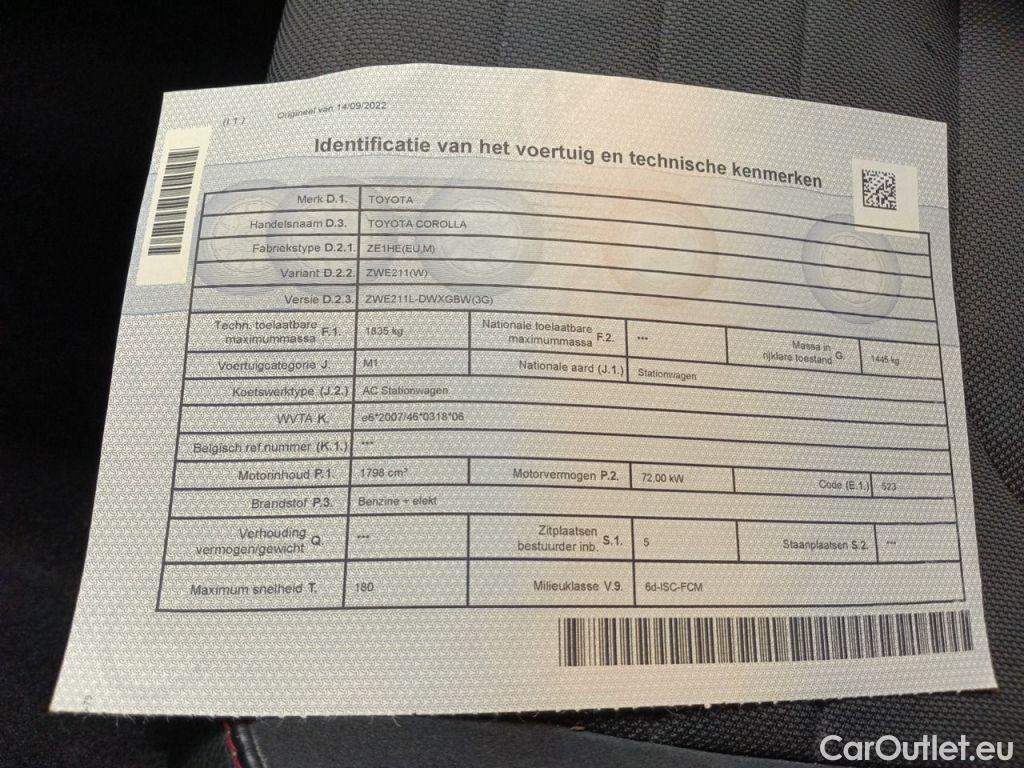 (I T)
Origineel van 14/09/2022
Identificatie van het voertuig en technische kenmerken
Merk D.1. TOYOTA
Handelsnaam D.3. TOYOTA COROLLA
Fabriekstype D.2.1. ZE1HE(EU,M)
Variant D.2.2. ZWE211(W)
Versie D.2.3. ZWE211L-DWXGBW(3G)
Techn. toelaatbare maximummassa F.1. 1835 kg Nationale toelaatbare maximummassa F.2. *** Massa in rijklare toestand G. 1445 kg
Voertuigcategorie J. M1 Nationale aard (J.1.) Stationwagen
Koetswerktype (J.2.) AC Stationwagen
WVTA K. e6*2007/46*0318*06
Belgisch ref.nummer (K.1.) ***
Motorinhoud P.1. 1798 cm³ Motorvermogen P.2. 72,00 kW Code (E.1.) 523
Brandstof P.3. Benzine + elekt
Verhouding vermogen/gewicht Q. *** Zitplaatsen bestuurder inb. S.1. 5 Staanplaatsen S.2. ***
Maximum snelheid T. 180 Milieuklasse V.9. 6d-ISC-FCM
CarOutlet.eu